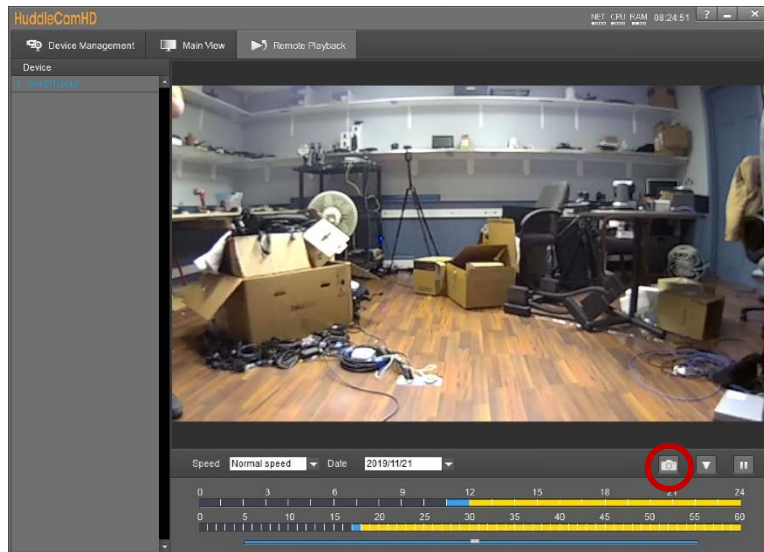 HuddleCamHD
NET CPU RAM 08:24:51 ? – ×
Device Management Main View Remote Playback
Device
Speed Normal speed Date 2019/11/21
0 3 6 9 12 15 18 21 24
0 5 10 15 20 25 30 35 40 45 50 55 60